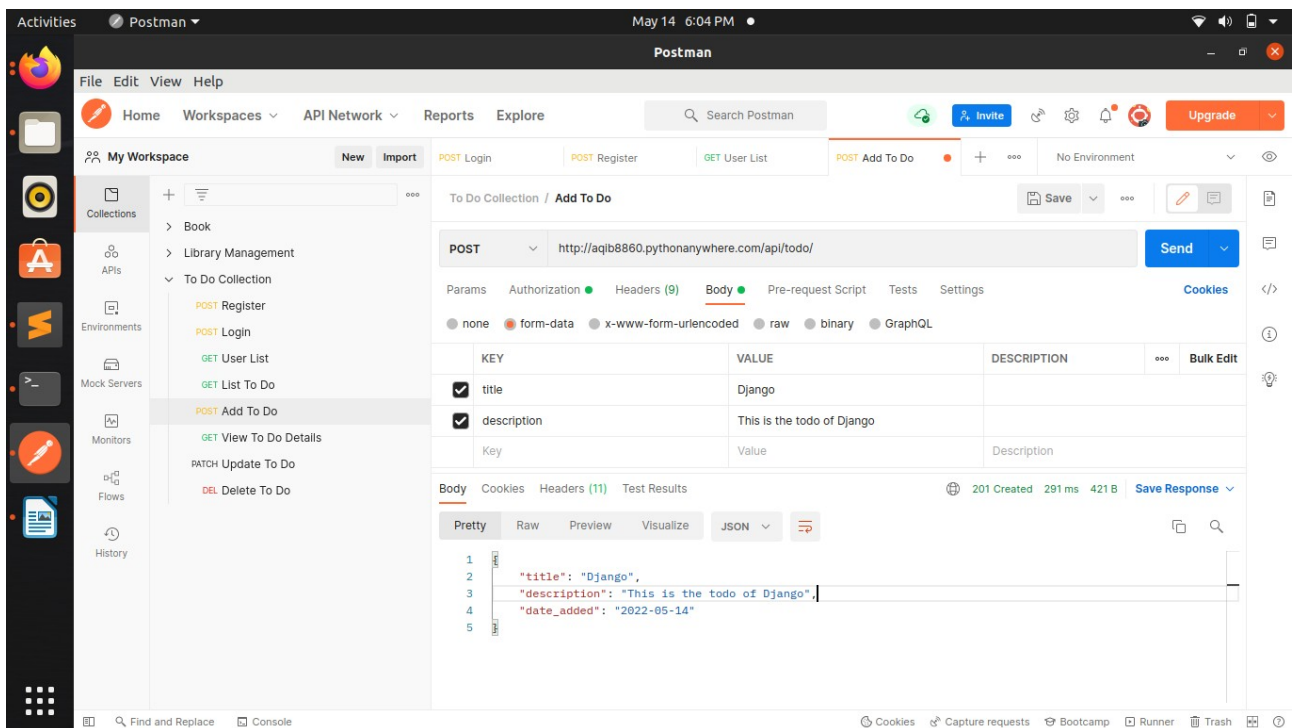 Activities Postman May 14 6:04 PM
Postman
File Edit View Help
Home Workspaces API Network Reports Explore Search Postman Invite Upgrade
My Workspace New Import POST Login POST Register GET User List POST Add To Do No Environment
Collections
To Do Collection / Add To Do Save
Book
Library Management
To Do Collection
POST Register
POST Login
GET User List
GET List To Do
POST Add To Do
GET View To Do Details
PATCH Update To Do
DEL Delete To Do
APIs
Environments
Mock Servers
Monitors
Flows
History
POST http://aqib8860.pythonanywhere.com/api/todo/ Send
Params Authorization Headers (9) Body Pre-request Script Tests Settings Cookies
none form-data x-www-form-urlencoded raw binary GraphQL
KEY VALUE DESCRIPTION Bulk Edit
title Django
description This is the todo of Django
Key Value Description
Body Cookies Headers (11) Test Results 201 Created 291 ms 421 B Save Response
Pretty Raw Preview Visualize JSON
1 {
2 "title": "Django",
3 "description": "This is the todo of Django",
4 "date_added": "2022-05-14"
5 }
Find and Replace Console Cookies Capture requests Bootcamp Runner Trash